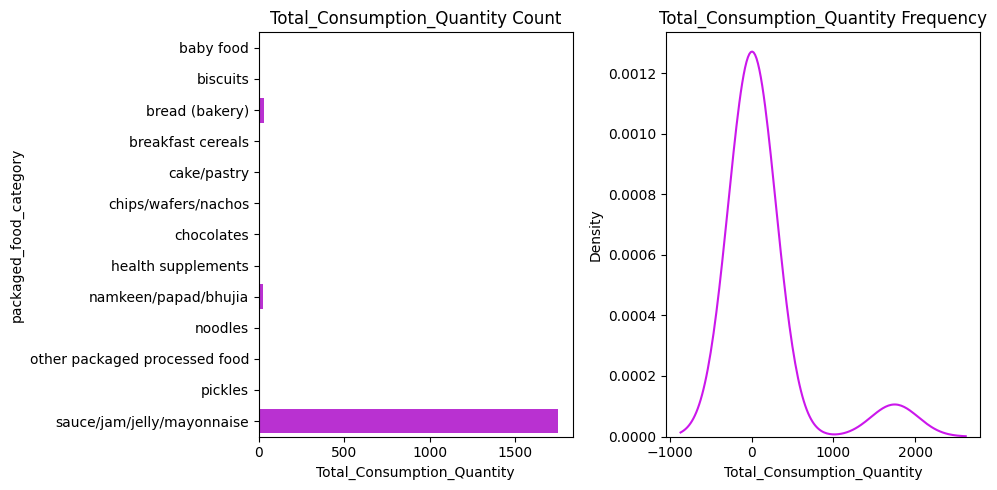 Total_Consumption_Quantity Count
packaged_food_category
baby food
biscuits
bread (bakery)
breakfast cereals
cake/pastry
chips/wafers/nachos
chocolates
health supplements
namkeen/papad/bhujia
noodles
other packaged processed food
pickles
sauce/jam/jelly/mayonnaise
0 500 1000 1500
Total_Consumption_Quantity
Total_Consumption_Quantity Frequency
Density
0.0012
0.0010
0.0008
0.0006
0.0004
0.0002
0.0000
−1000 0 1000 2000
Total_Consumption_Quantity